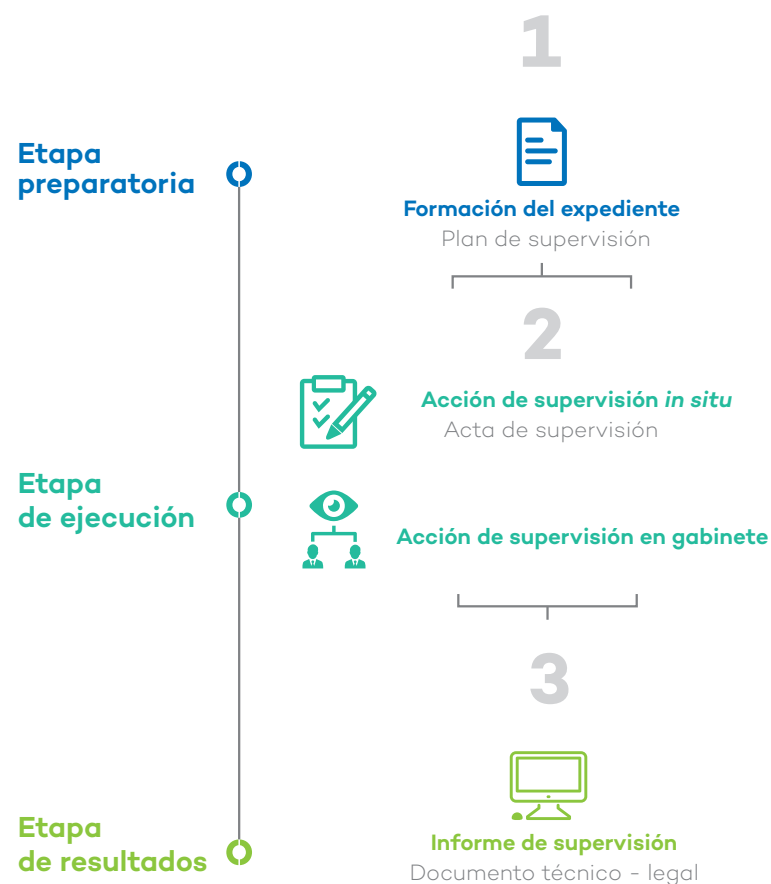 1
Etapa
preparatoria
Formación del expediente
Plan de supervisión
2
Acción de supervisión in situ
Acta de supervisión
Etapa
de ejecución
Acción de supervisión en gabinete
3
Etapa
de resultados
Informe de supervisión
Documento técnico - legal